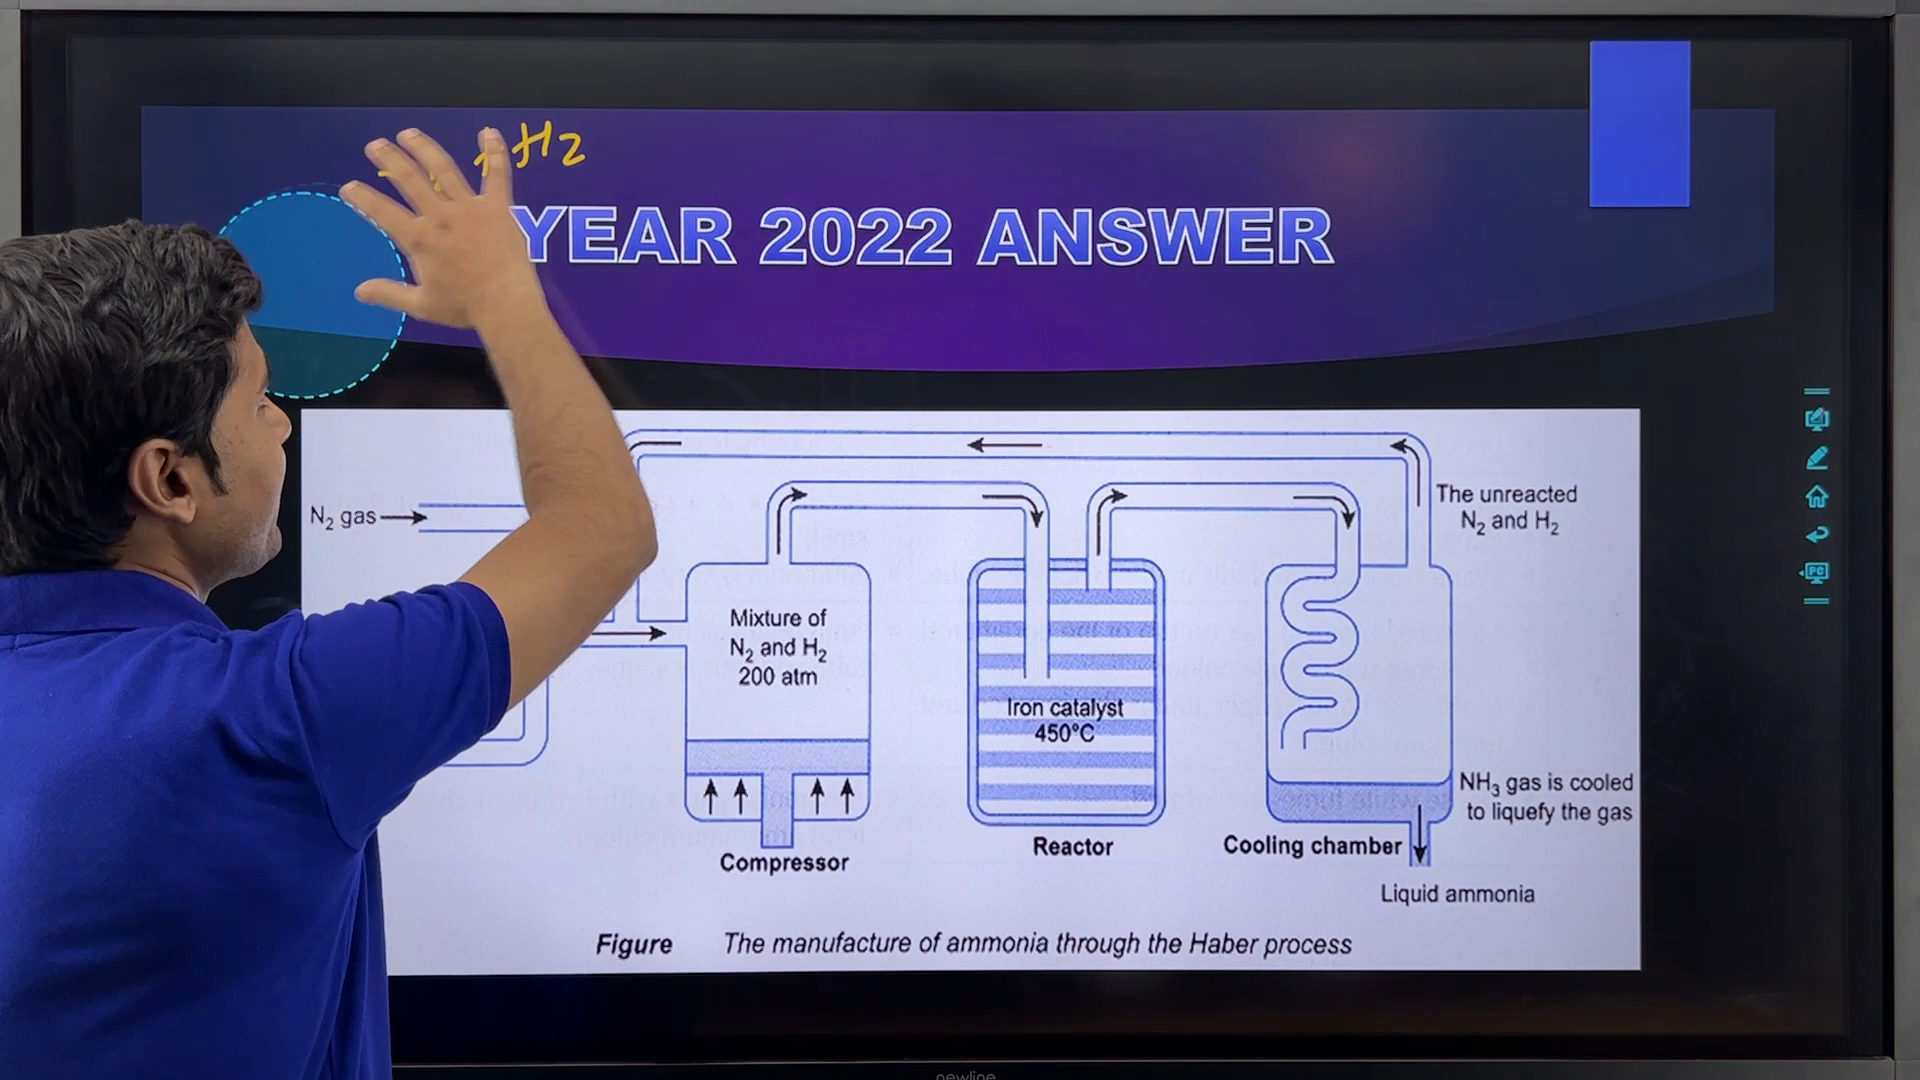 H2
YEAR 2022 ANSWER
N₂ gas
The unreacted
N₂ and H₂
Mixture of
N₂ and H₂
200 atm
Iron catalyst
450°C
NH₃ gas is cooled
to liquefy the gas
Compressor
Reactor
Cooling chamber
Liquid ammonia
Figure The manufacture of ammonia through the Haber process
PC
newline